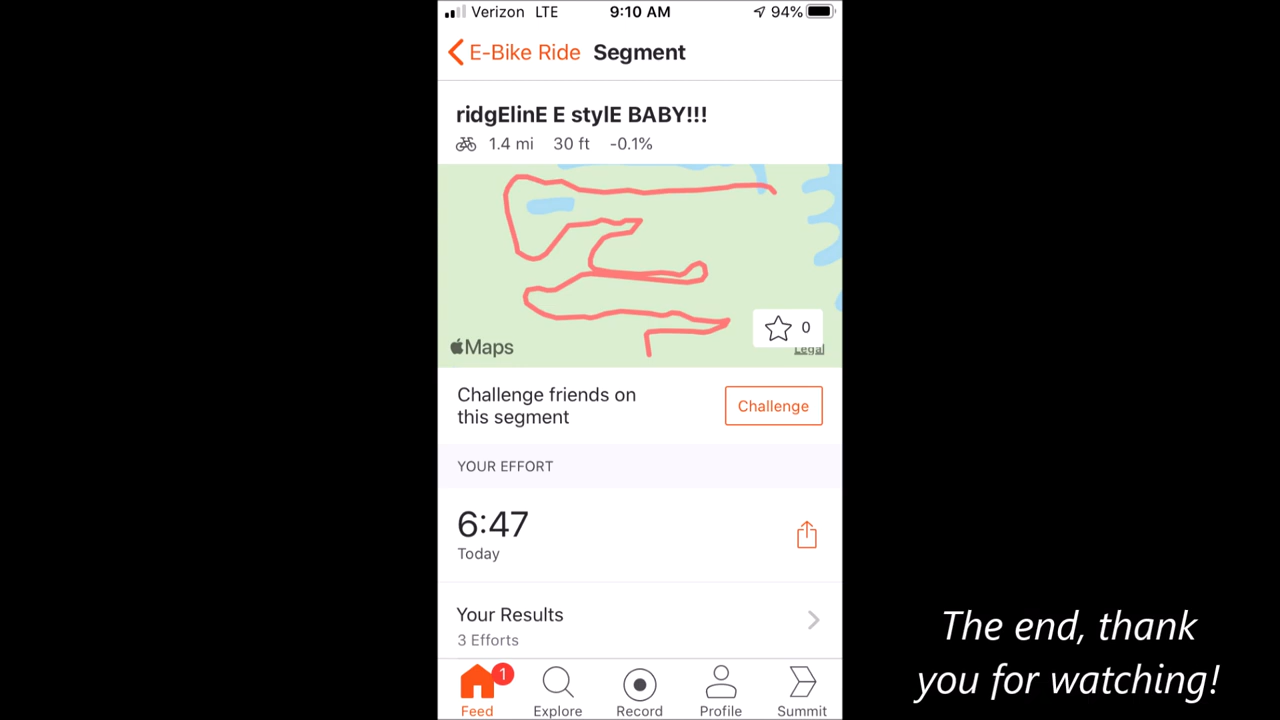 Verizon LTE 9:10 AM 94%
E-Bike Ride Segment
ridgElinE E stylE BABY!!!
1.4 mi 30 ft -0.1%
0
Maps Legal
Challenge friends on
this segment
Challenge
YOUR EFFORT
6:47
Today
Your Results
3 Efforts
1
Feed Explore Record Profile Summit
The end, thank
you for watching!